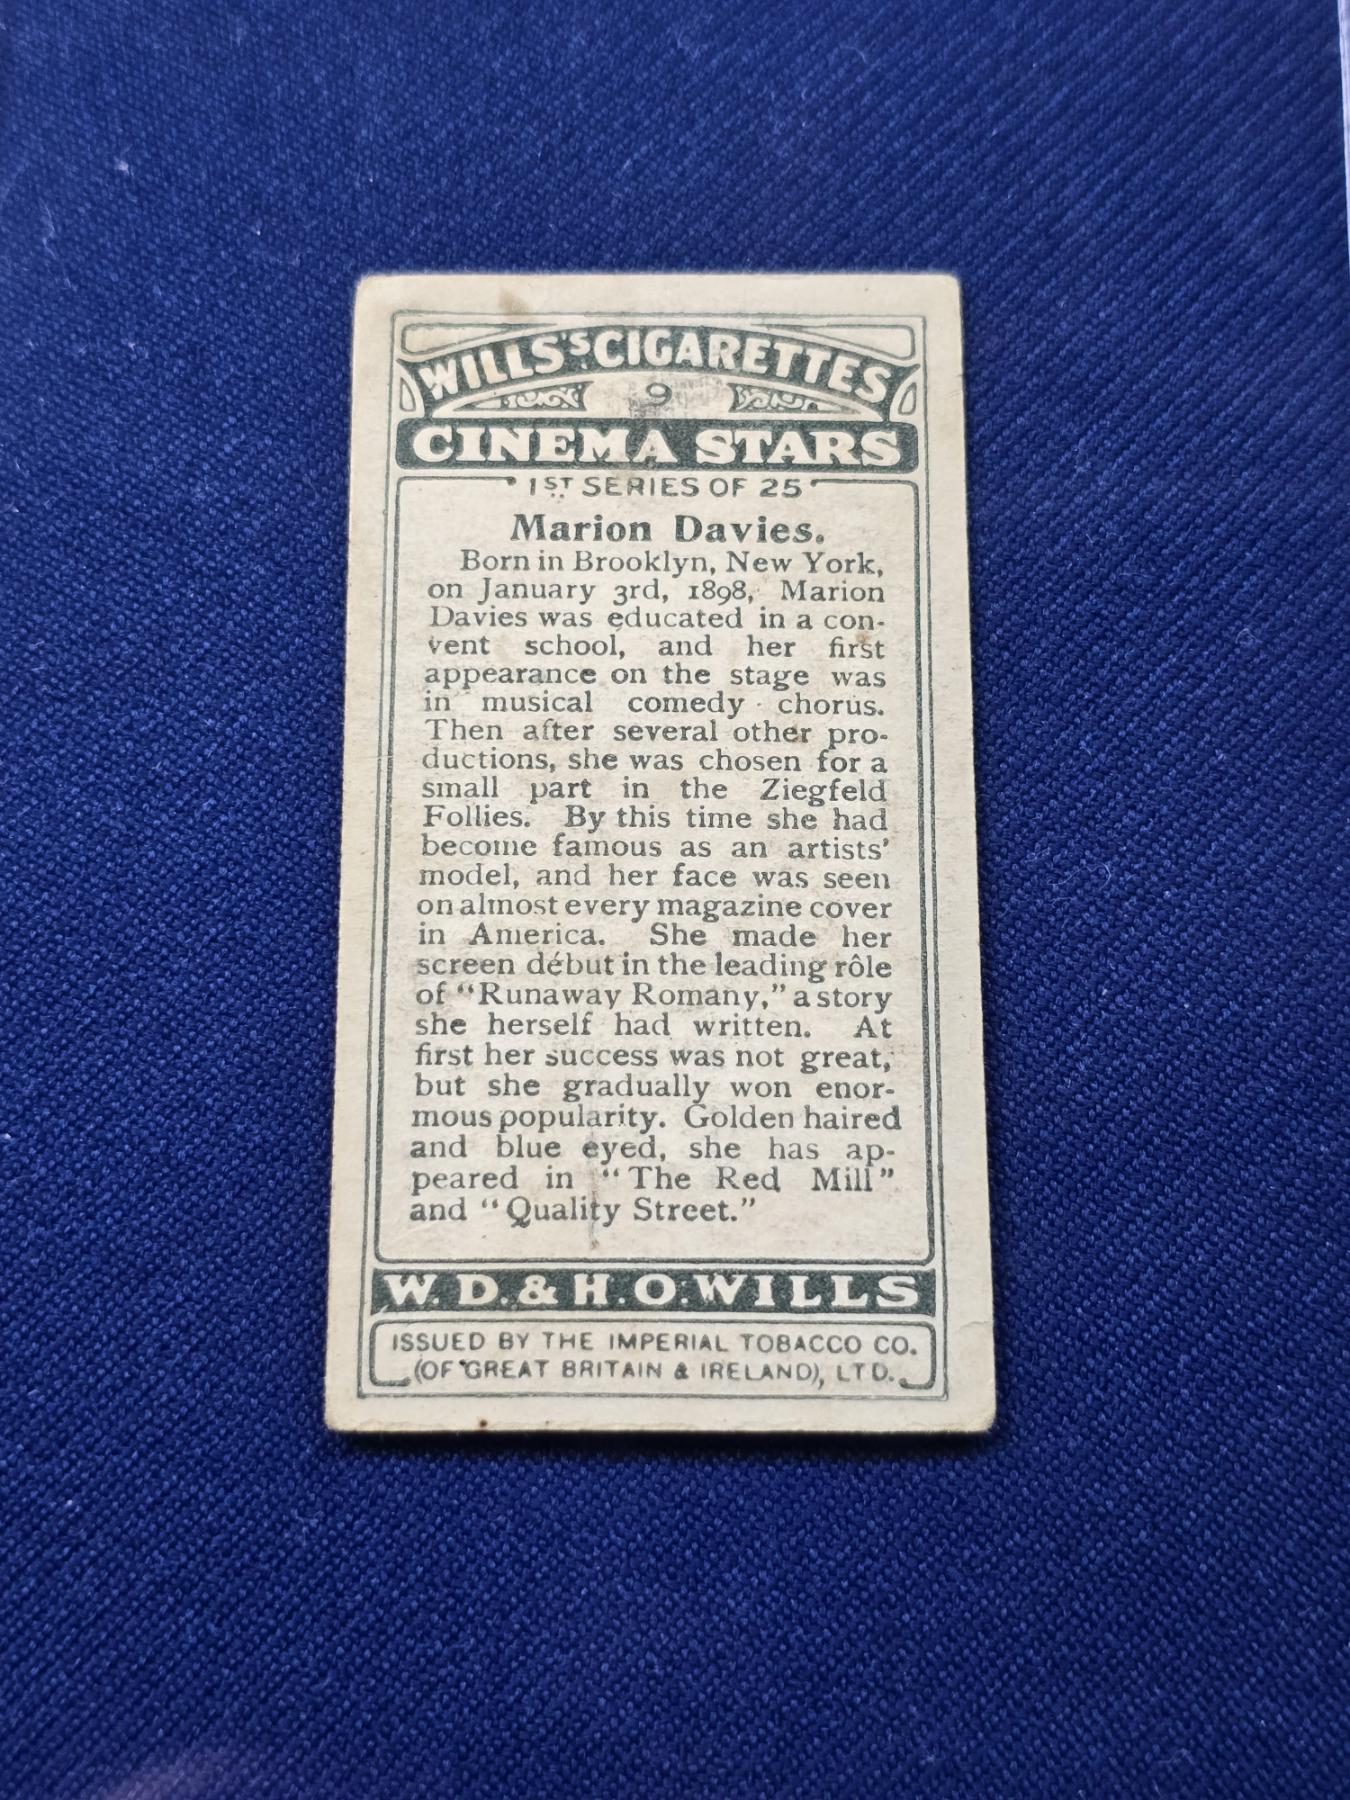 WILLS'S CIGARETTES
9
CINEMA STARS
1ST SERIES OF 25
Marion Davies.
Born in Brooklyn, New York,
on January 3rd, 1898, Marion
Davies was educated in a con-
vent school, and her first
appearance on the stage was
in musical comedy chorus.
Then after several other pro-
ductions, she was chosen for a
small part in the Ziegfeld
Follies. By this time she had
become famous as an artists'
model, and her face was seen
on almost every magazine cover
in America. She made her
screen début in the leading rôle
of "Runaway Romany," a story
she herself had written. At
first her success was not great,
but she gradually won enor-
mous popularity. Golden haired
and blue eyed, she has ap-
peared in "The Red Mill"
and "Quality Street."
W.D.&H.O.WILLS
ISSUED BY THE IMPERIAL TOBACCO CO.
(OF GREAT BRITAIN & IRELAND), LTD.